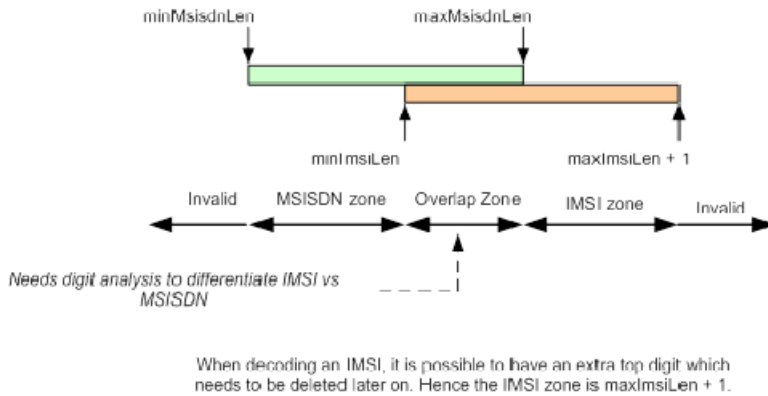 minMsisdnLen maxMsisdnLen
minImsiLen maxImsiLen + 1
Invalid MSISDN zone Overlap Zone IMSI zone Invalid
Needs digit analysis to differentiate IMSI vs
MSISDN
When decoding an IMSI, it is possible to have an extra top digit which
needs to be deleted later on. Hence the IMSI zone is maxImsiLen + 1.